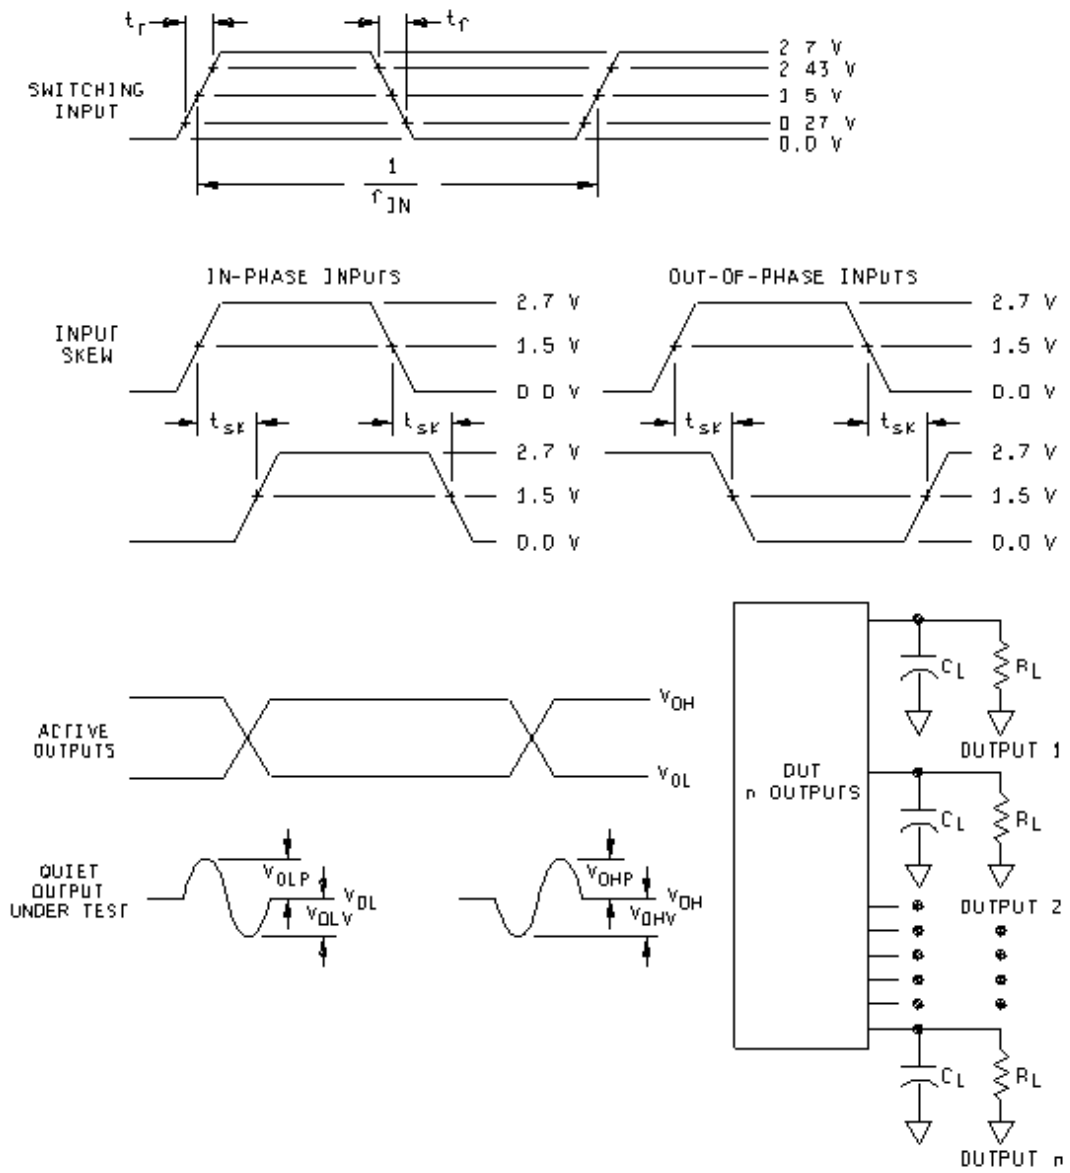 tr
tf
2 7 V
2 43 V
SWITCHING
INPUT
1 5 V
0 27 V
0.0 V
1
fIN
IN-PHASE INPUTS
OUT-OF-PHASE INPUTS
INPUT
SKEW
2.7 V
1.5 V
0 0 V
2.7 V
1.5 V
0.0 V
tsk
tsk
tsk
tsk
2.7 V
1.5 V
0.0 V
2.7 V
1.5 V
0.0 V
ACTIVE
OUTPUTS
VOH
VOL
QUIET
OUTPUT
UNDER TEST
VOLP
VOLV
VOL
VOHP
VOHV
VOH
DUT
n OUTPUTS
CL
RL
OUTPUT 1
CL
RL
OUTPUT 2
CL
RL
OUTPUT n